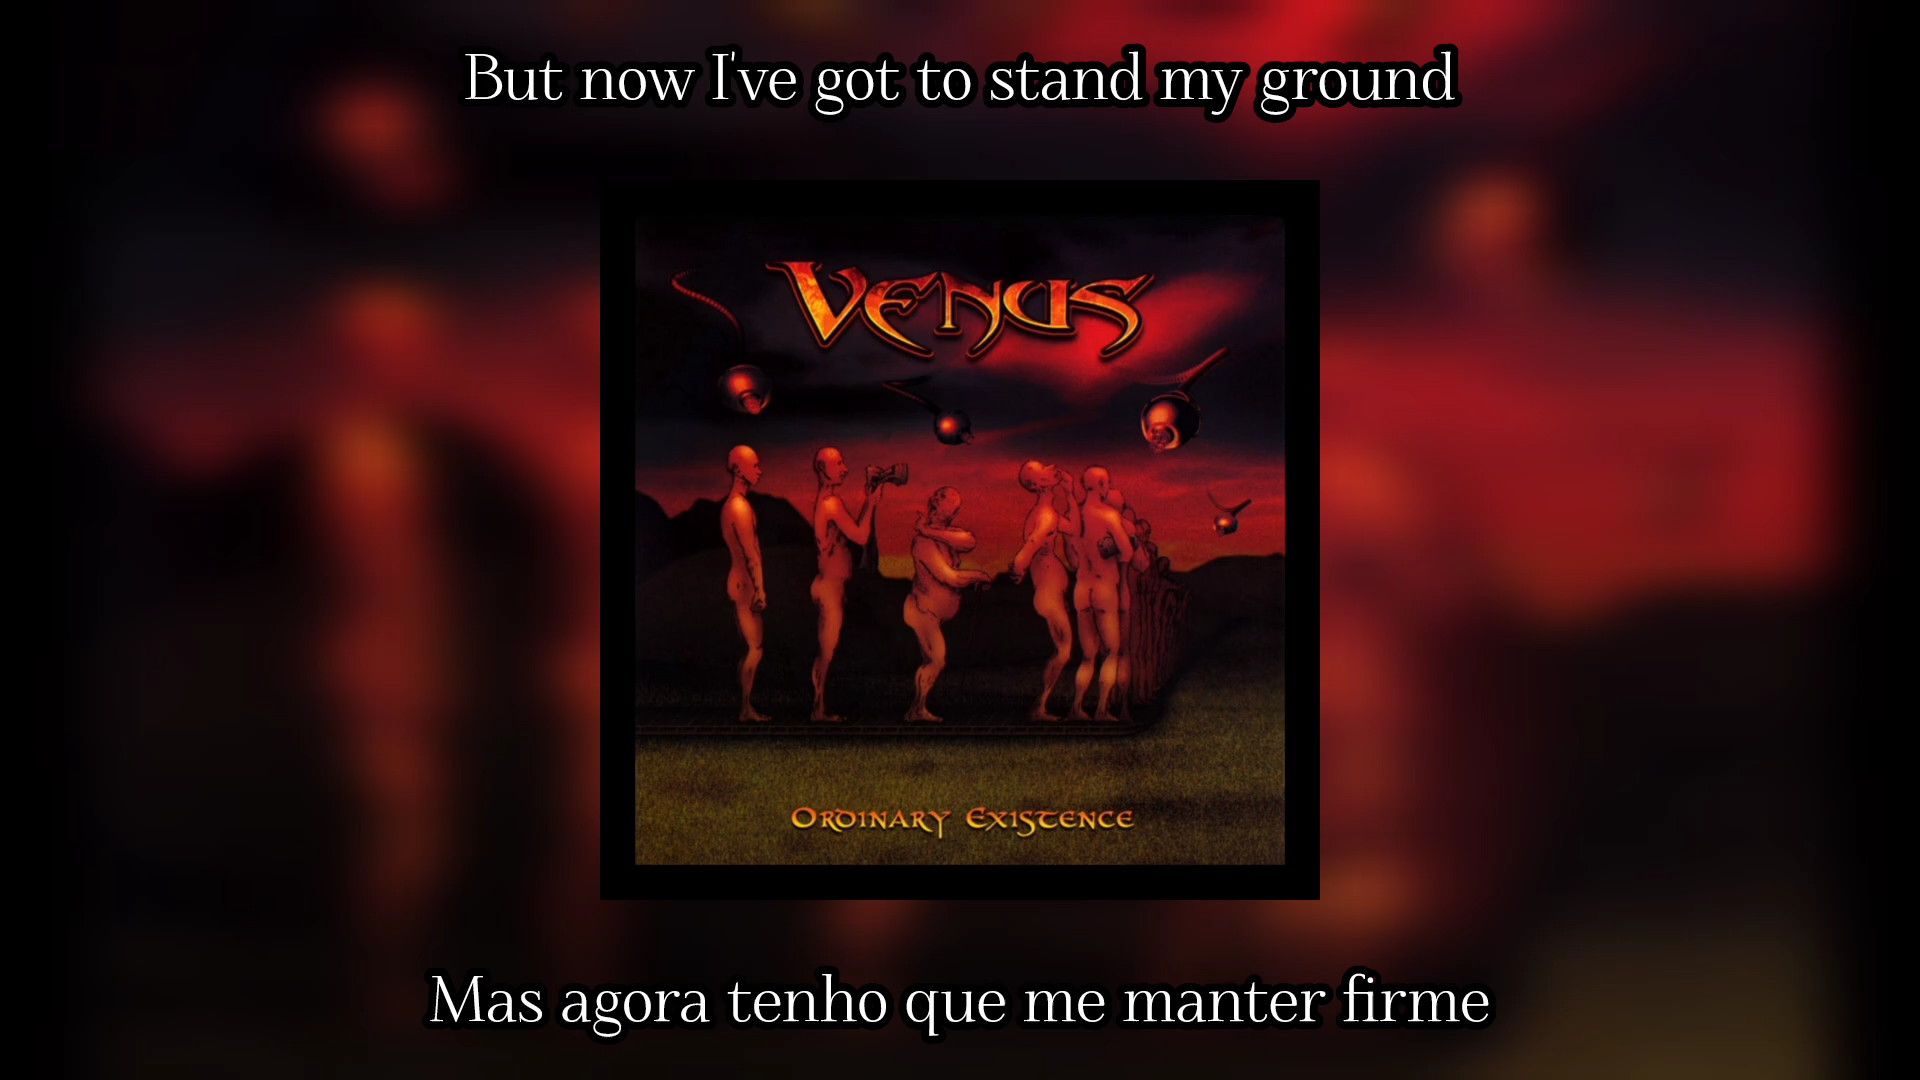 But now I've got to stand my ground
VENUS
ORDINARY EXISTENCE
Mas agora tenho que me manter firme